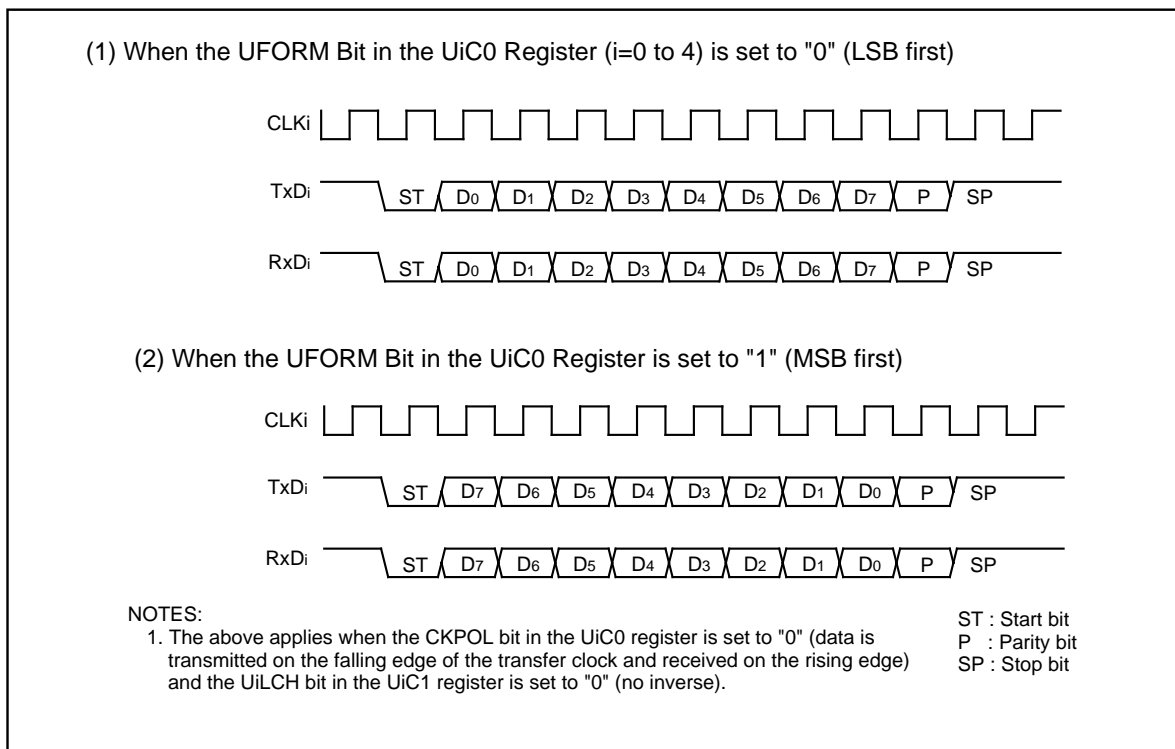 (1) When the UFORM Bit in the UiC0 Register (i=0 to 4) is set to "0" (LSB first)
CLKi
TxDi ST D0 D1 D2 D3 D4 D5 D6 D7 P SP
RxDi ST D0 D1 D2 D3 D4 D5 D6 D7 P SP
(2) When the UFORM Bit in the UiC0 Register is set to "1" (MSB first)
CLKi
TxDi ST D7 D6 D5 D4 D3 D2 D1 D0 P SP
RxDi ST D7 D6 D5 D4 D3 D2 D1 D0 P SP
NOTES:
1. The above applies when the CKPOL bit in the UiC0 register is set to "0" (data is
transmitted on the falling edge of the transfer clock and received on the rising edge)
and the UiLCH bit in the UiC1 register is set to "0" (no inverse).
ST : Start bit
P : Parity bit
SP : Stop bit